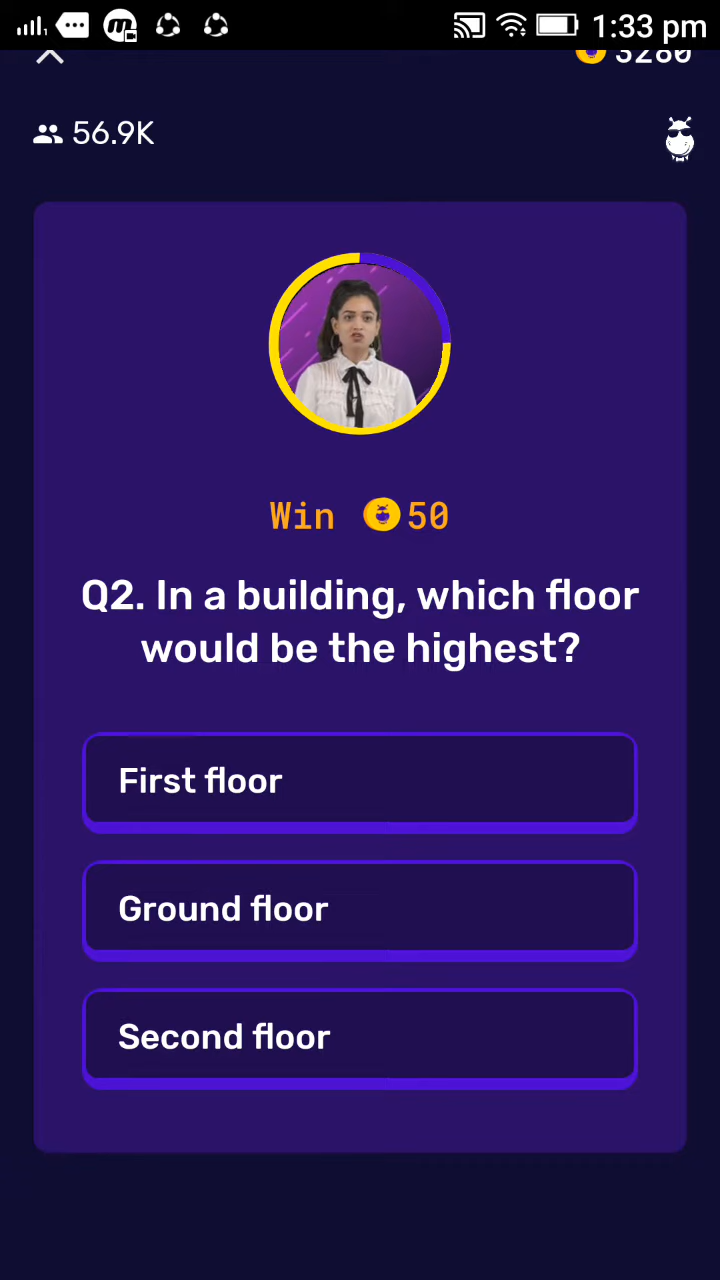 1:33 pm
3280
56.9K
Win 50
Q2. In a building, which floor
would be the highest?
First floor
Ground floor
Second floor